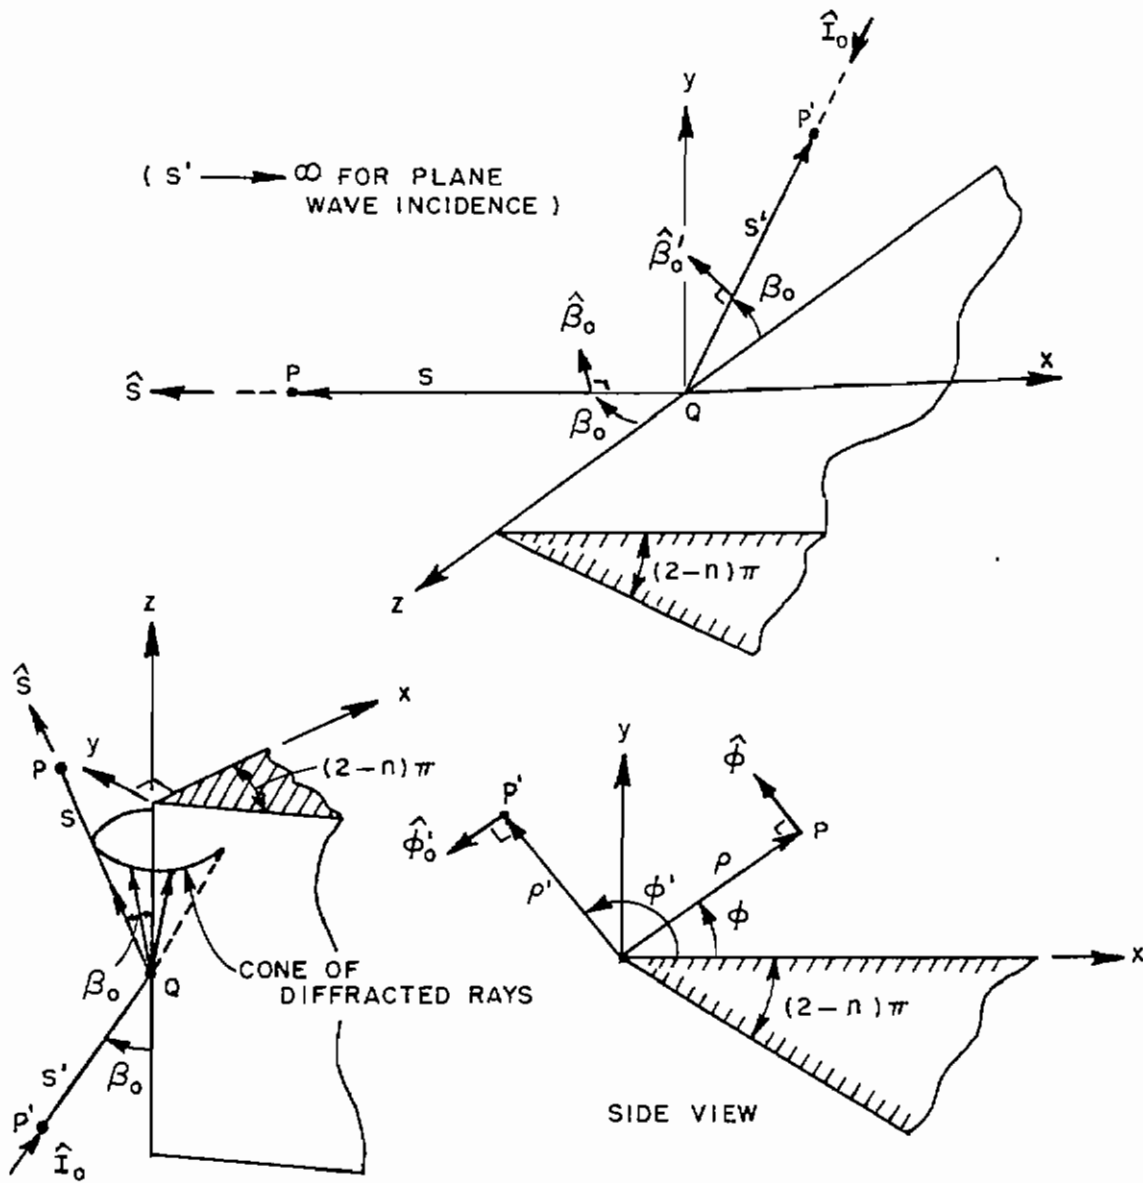 Î₀
y
P'
( S' ⟶ ∞ FOR PLANE
WAVE INCIDENCE )
S'
β̂₀'
β₀
β̂₀
x
Ŝ
P
S
Q
β₀
(2-n)π
z
z
Ŝ
x
P
y
(2-n)π
S
β₀
Q
CONE OF
DIFFRACTED RAYS
S'
β₀
P'
Î₀
y
φ̂
P'
P
φ̂₀'
ρ
ρ'
φ'
φ
x
(2-n)π
SIDE VIEW